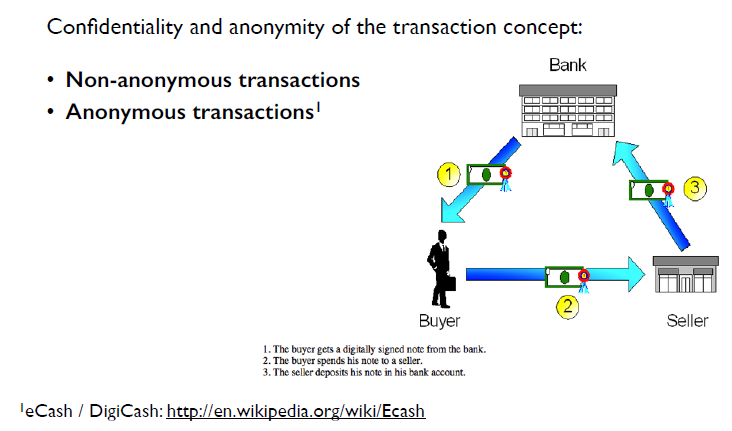 Confidentiality and anonymity of the transaction concept:
• Non-anonymous transactions
• Anonymous transactions¹
Bank
1
3
2
Buyer
Seller
1. The buyer gets a digitally signed note from the bank.
2. The buyer spends his note to a seller.
3. The seller deposits his note in his bank account.
¹eCash / DigiCash: http://en.wikipedia.org/wiki/Ecash